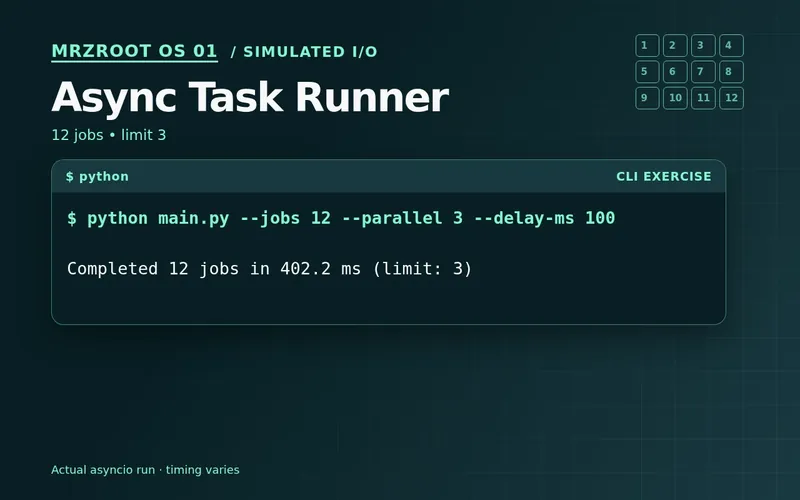 MRZROOT OS 01 / SIMULATED I/O
Async Task Runner
12 jobs • limit 3
1 2 3 4
5 6 7 8
9 10 11 12
$ python CLI EXERCISE
$ python main.py --jobs 12 --parallel 3 --delay-ms 100
Completed 12 jobs in 402.2 ms (limit: 3)
Actual asyncio run · timing varies